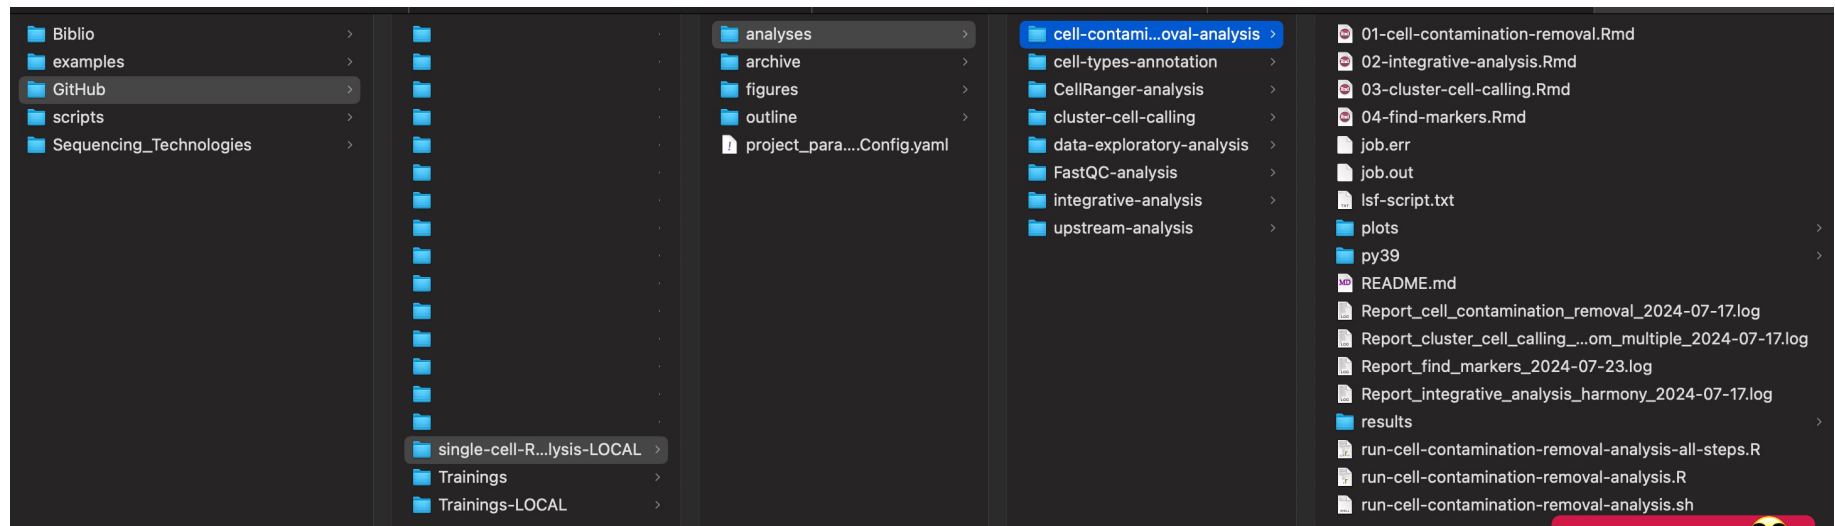 Biblio
examples
GitHub
scripts
Sequencing_Technologies
single-cell-R...lysis-LOCAL
Trainings
Trainings-LOCAL
analyses
archive
figures
outline
project_para....Config.yaml
cell-contami...oval-analysis
cell-types-annotation
CellRanger-analysis
cluster-cell-calling
data-exploratory-analysis
FastQC-analysis
integrative-analysis
upstream-analysis
01-cell-contamination-removal.Rmd
02-integrative-analysis.Rmd
03-cluster-cell-calling.Rmd
04-find-markers.Rmd
job.err
job.out
lsf-script.txt
plots
py39
README.md
Report_cell_contamination_removal_2024-07-17.log
Report_cluster_cell_calling_...om_multiple_2024-07-17.log
Report_find_markers_2024-07-23.log
Report_integrative_analysis_harmony_2024-07-17.log
results
run-cell-contamination-removal-analysis-all-steps.R
run-cell-contamination-removal-analysis.R
run-cell-contamination-removal-analysis.sh